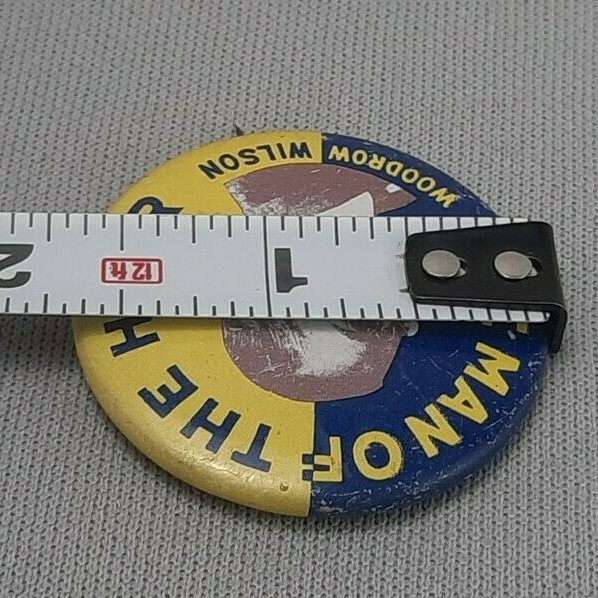 WOODROW WILSON
MAN OF THE H
2
12 ft
1